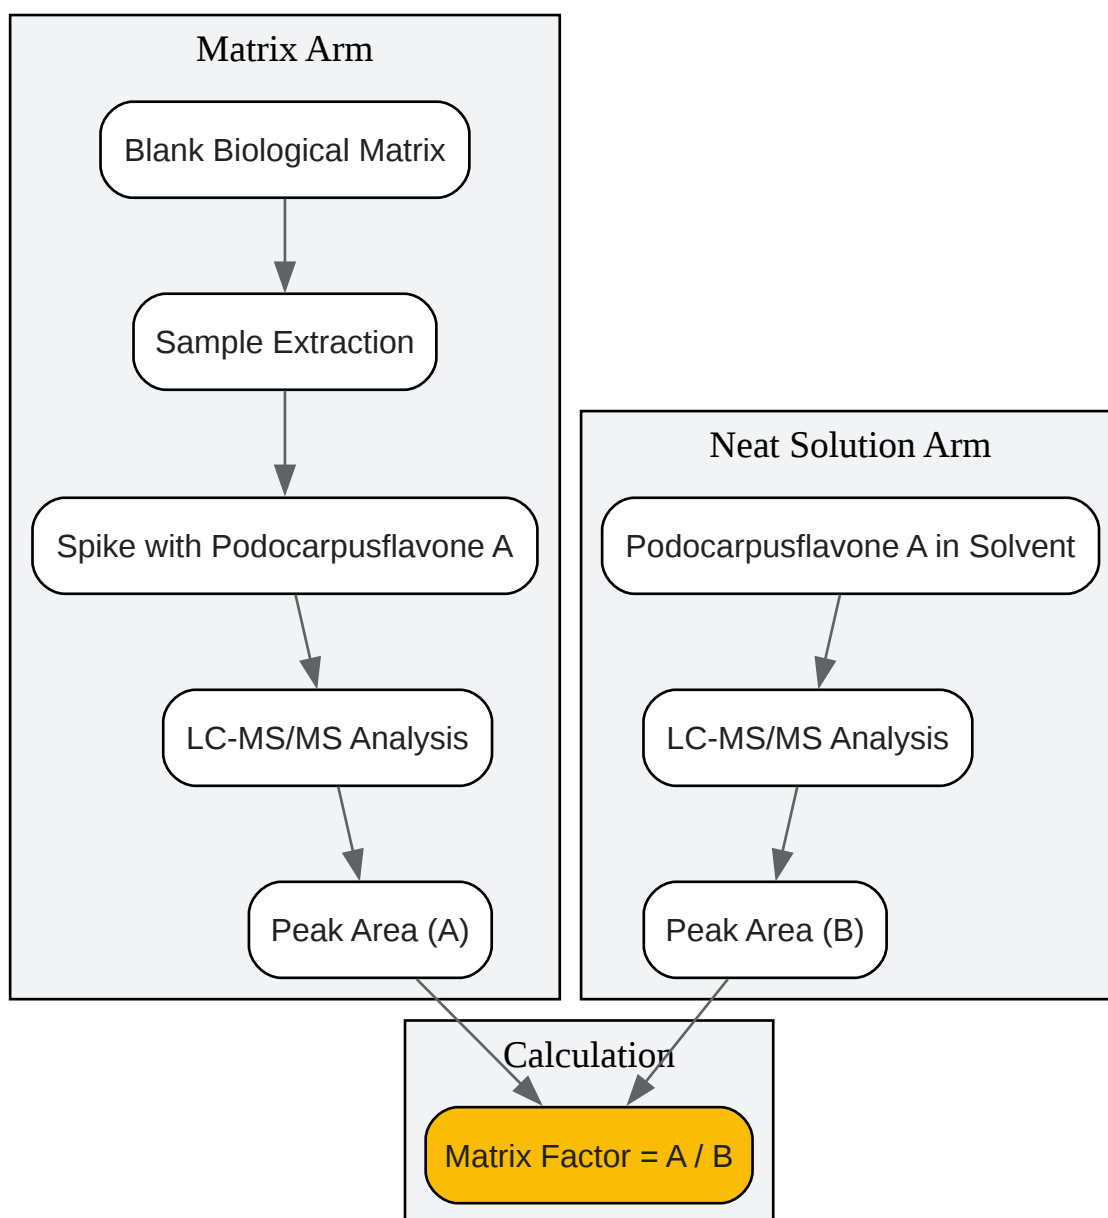 Matrix Arm
Blank Biological Matrix
Sample Extraction
Spike with Podocarpusflavone A
LC-MS/MS Analysis
Peak Area (A)
Neat Solution Arm
Podocarpusflavone A in Solvent
LC-MS/MS Analysis
Peak Area (B)
Calculation
Matrix Factor = A / B